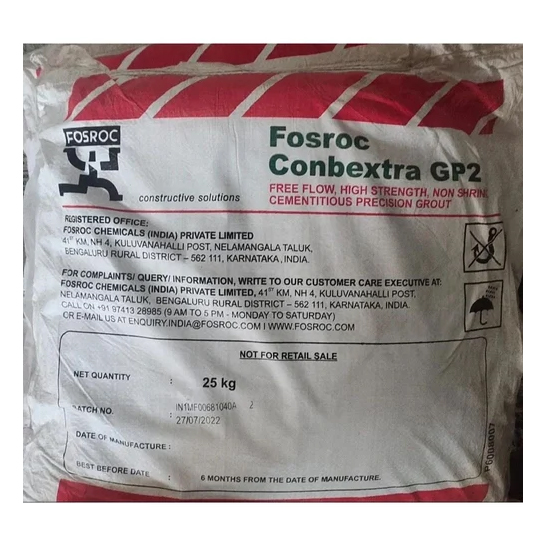 FOSROC
constructive solutions
Fosroc
Conbextra GP2
FREE FLOW, HIGH STRENGTH, NON SHRINK
CEMENTITIOUS PRECISION GROUT
REGISTERED OFFICE:
FOSROC CHEMICALS (INDIA) PRIVATE LIMITED
41ST KM, NH 4, KULUVANAHALLI POST, NELAMANGALA TALUK,
BENGALURU RURAL DISTRICT – 562 111, KARNATAKA, INDIA.
FOR COMPLAINTS/ QUERY/ INFORMATION, WRITE TO OUR CUSTOMER CARE EXECUTIVE AT:
FOSROC CHEMICALS (INDIA) PRIVATE LIMITED, 41ST KM, NH 4, KULUVANAHALLI POST,
NELAMANGALA TALUK, BENGALURU RURAL DISTRICT – 562 111, KARNATAKA, INDIA
CALL ON +91 97413 28985 (9 AM TO 5 PM - MONDAY TO SATURDAY)
OR E-MAIL US AT ENQUIRY.INDIA@FOSROC.COM I WWW.FOSROC.COM
NOT FOR RETAIL SALE
NET QUANTITY : 25 kg
BATCH NO. : IN1MF00681040A 2
27/07/2022
DATE OF MANUFACTURE :
BEST BEFORE DATE : 6 MONTHS FROM THE DATE OF MANUFACTURE.